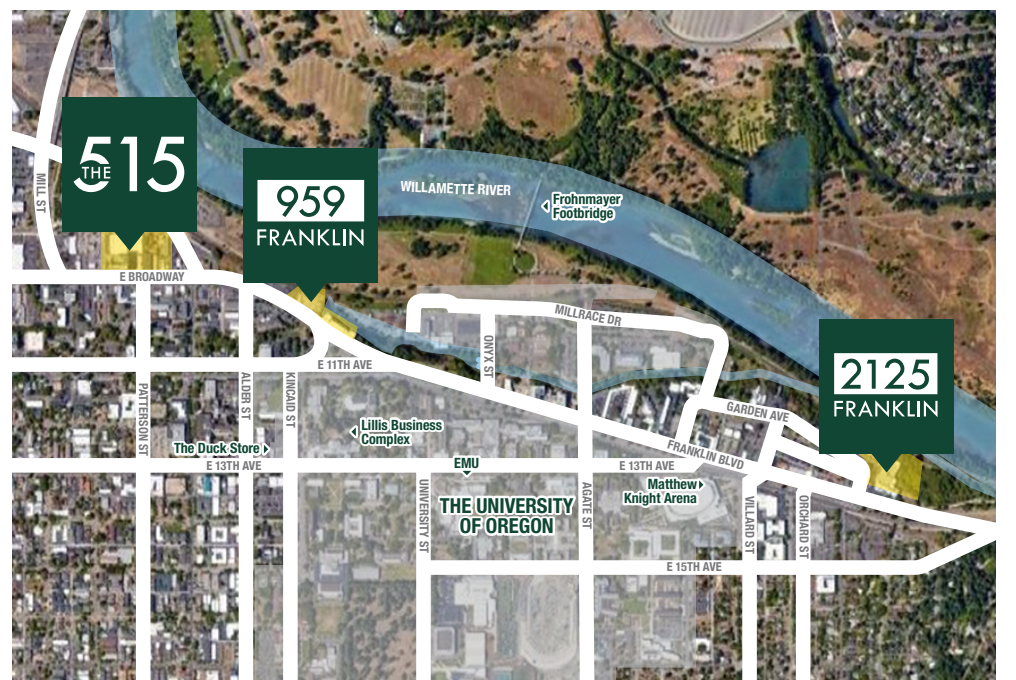 THE 515
959
FRANKLIN
WILLAMETTE RIVER
Frohnmayer
Footbridge
MILL ST
E BROADWAY
MILLRACE DR
ONYX ST
2125
FRANKLIN
E 11TH AVE
PATTERSON ST
ALDER ST
KINCAID ST
GARDEN AVE
Lillis Business
Complex
The Duck Store
FRANKLIN BLVD
E 13TH AVE
EMU
E 13TH AVE
Matthew
Knight Arena
THE UNIVERSITY
OF OREGON
UNIVERSITY ST
AGATE ST
VILLARD ST
ORCHARD ST
E 15TH AVE